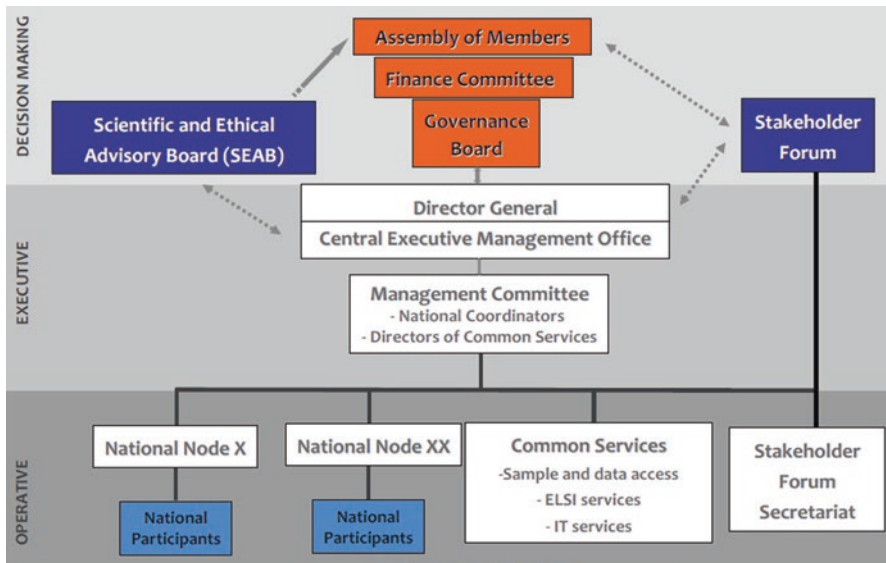 DECISION MAKING
Assembly of Members
Finance Committee
Governance
Board
Scientific and Ethical
Advisory Board (SEAB)
Stakeholder
Forum
EXECUTIVE
Director General
Central Executive Management Office
Management Committee
- National Coordinators
- Directors of Common Services
OPERATIVE
National Node X
National Node XX
Common Services
-Sample and data access
- ELSI services
- IT services
Stakeholder
Forum
Secretariat
National
Participants
National
Participants